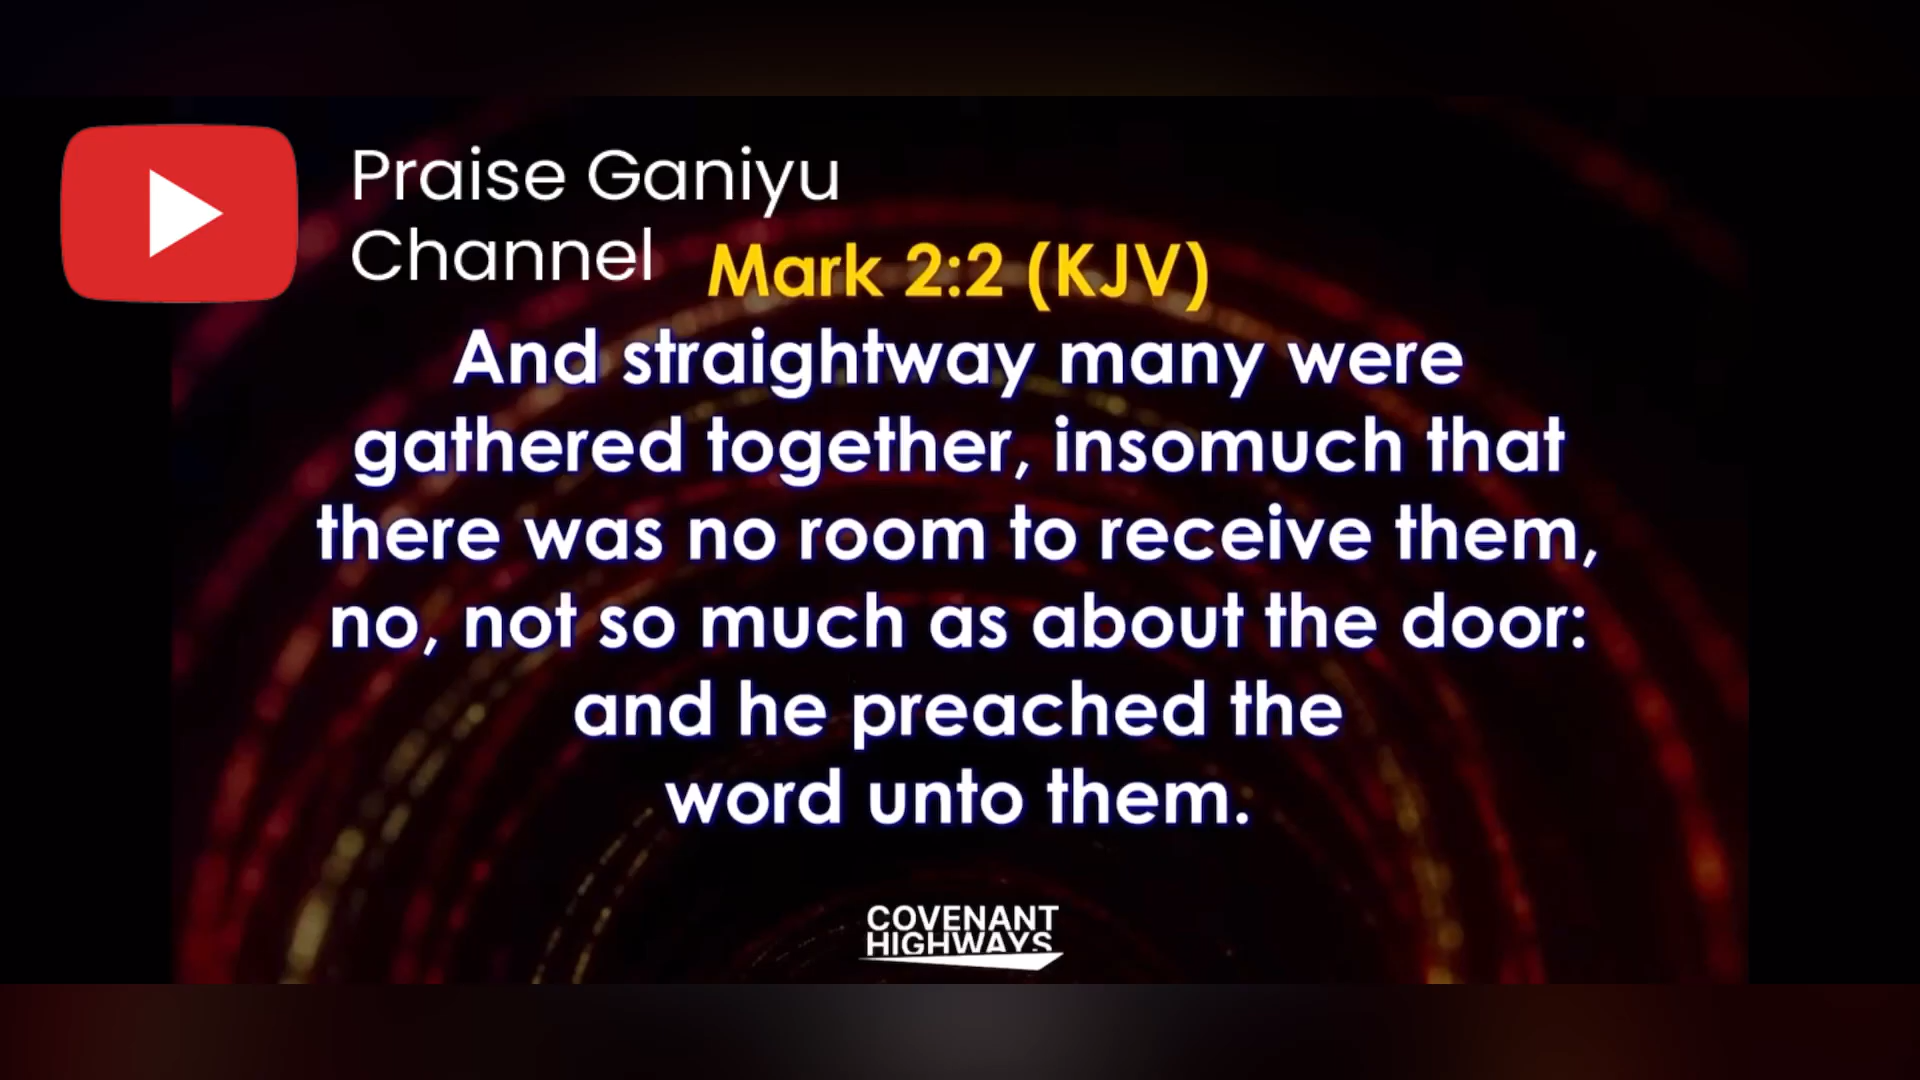 Praise Ganiyu
Channel
Mark 2:2 (KJV)
And straightway many were
gathered together, insomuch that
there was no room to receive them,
no, not so much as about the door:
and he preached the
word unto them.
COVENANT
HIGHWAYS